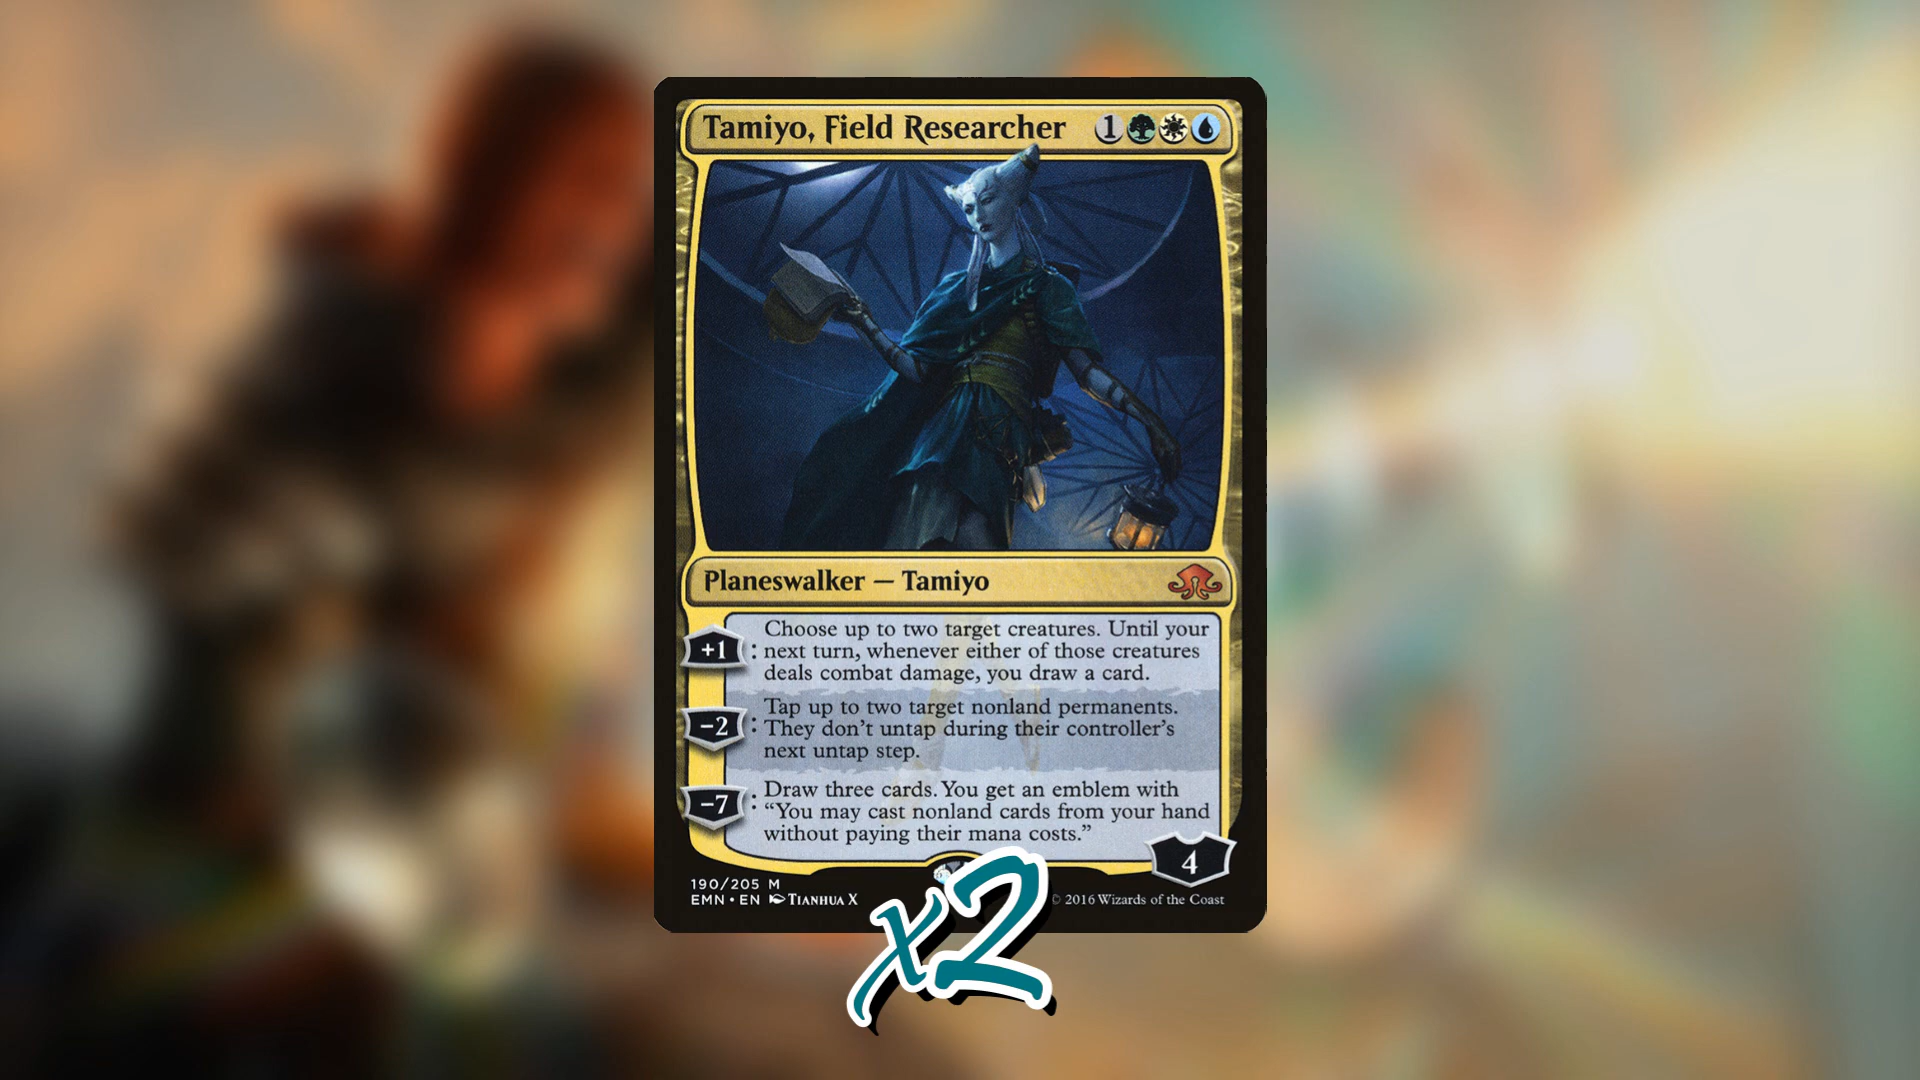 Tamiyo, Field Researcher 1
Planeswalker — Tamiyo
+1: Choose up to two target creatures. Until your
next turn, whenever either of those creatures
deals combat damage, you draw a card.
−2: Tap up to two target nonland permanents.
They don't untap during their controller's
next untap step.
−7: Draw three cards. You get an emblem with
"You may cast nonland cards from your hand
without paying their mana costs."
4
190/205 M
EMN • EN Tianhua X
© 2016 Wizards of the Coast
x2